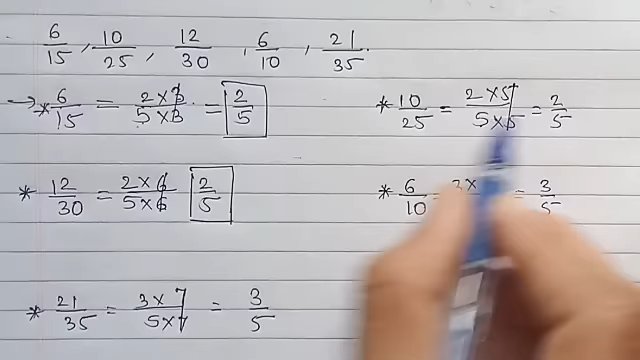 6/15, 10/25, 12/30, 6/10, 21/35.
→ * 6/15 = 2×3/5×3 = 2/5
* 10/25 = 2×5/5×5 = 2/5
* 12/30 = 2×6/5×6 2/5
* 6/10 = 3× = 3/5
* 21/35 = 3×7/5×7 = 3/5